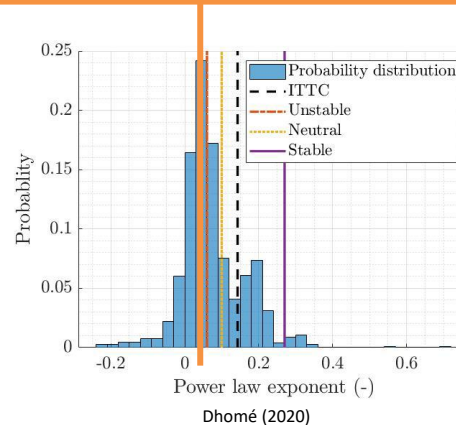 0.25
0.2
0.15
0.1
0.05
0
Probablity
Probability distribution
ITTC
Unstable
Neutral
Stable
-0.2
0
0.2
0.4
0.6
Power law exponent (-)
Dhomé (2020)